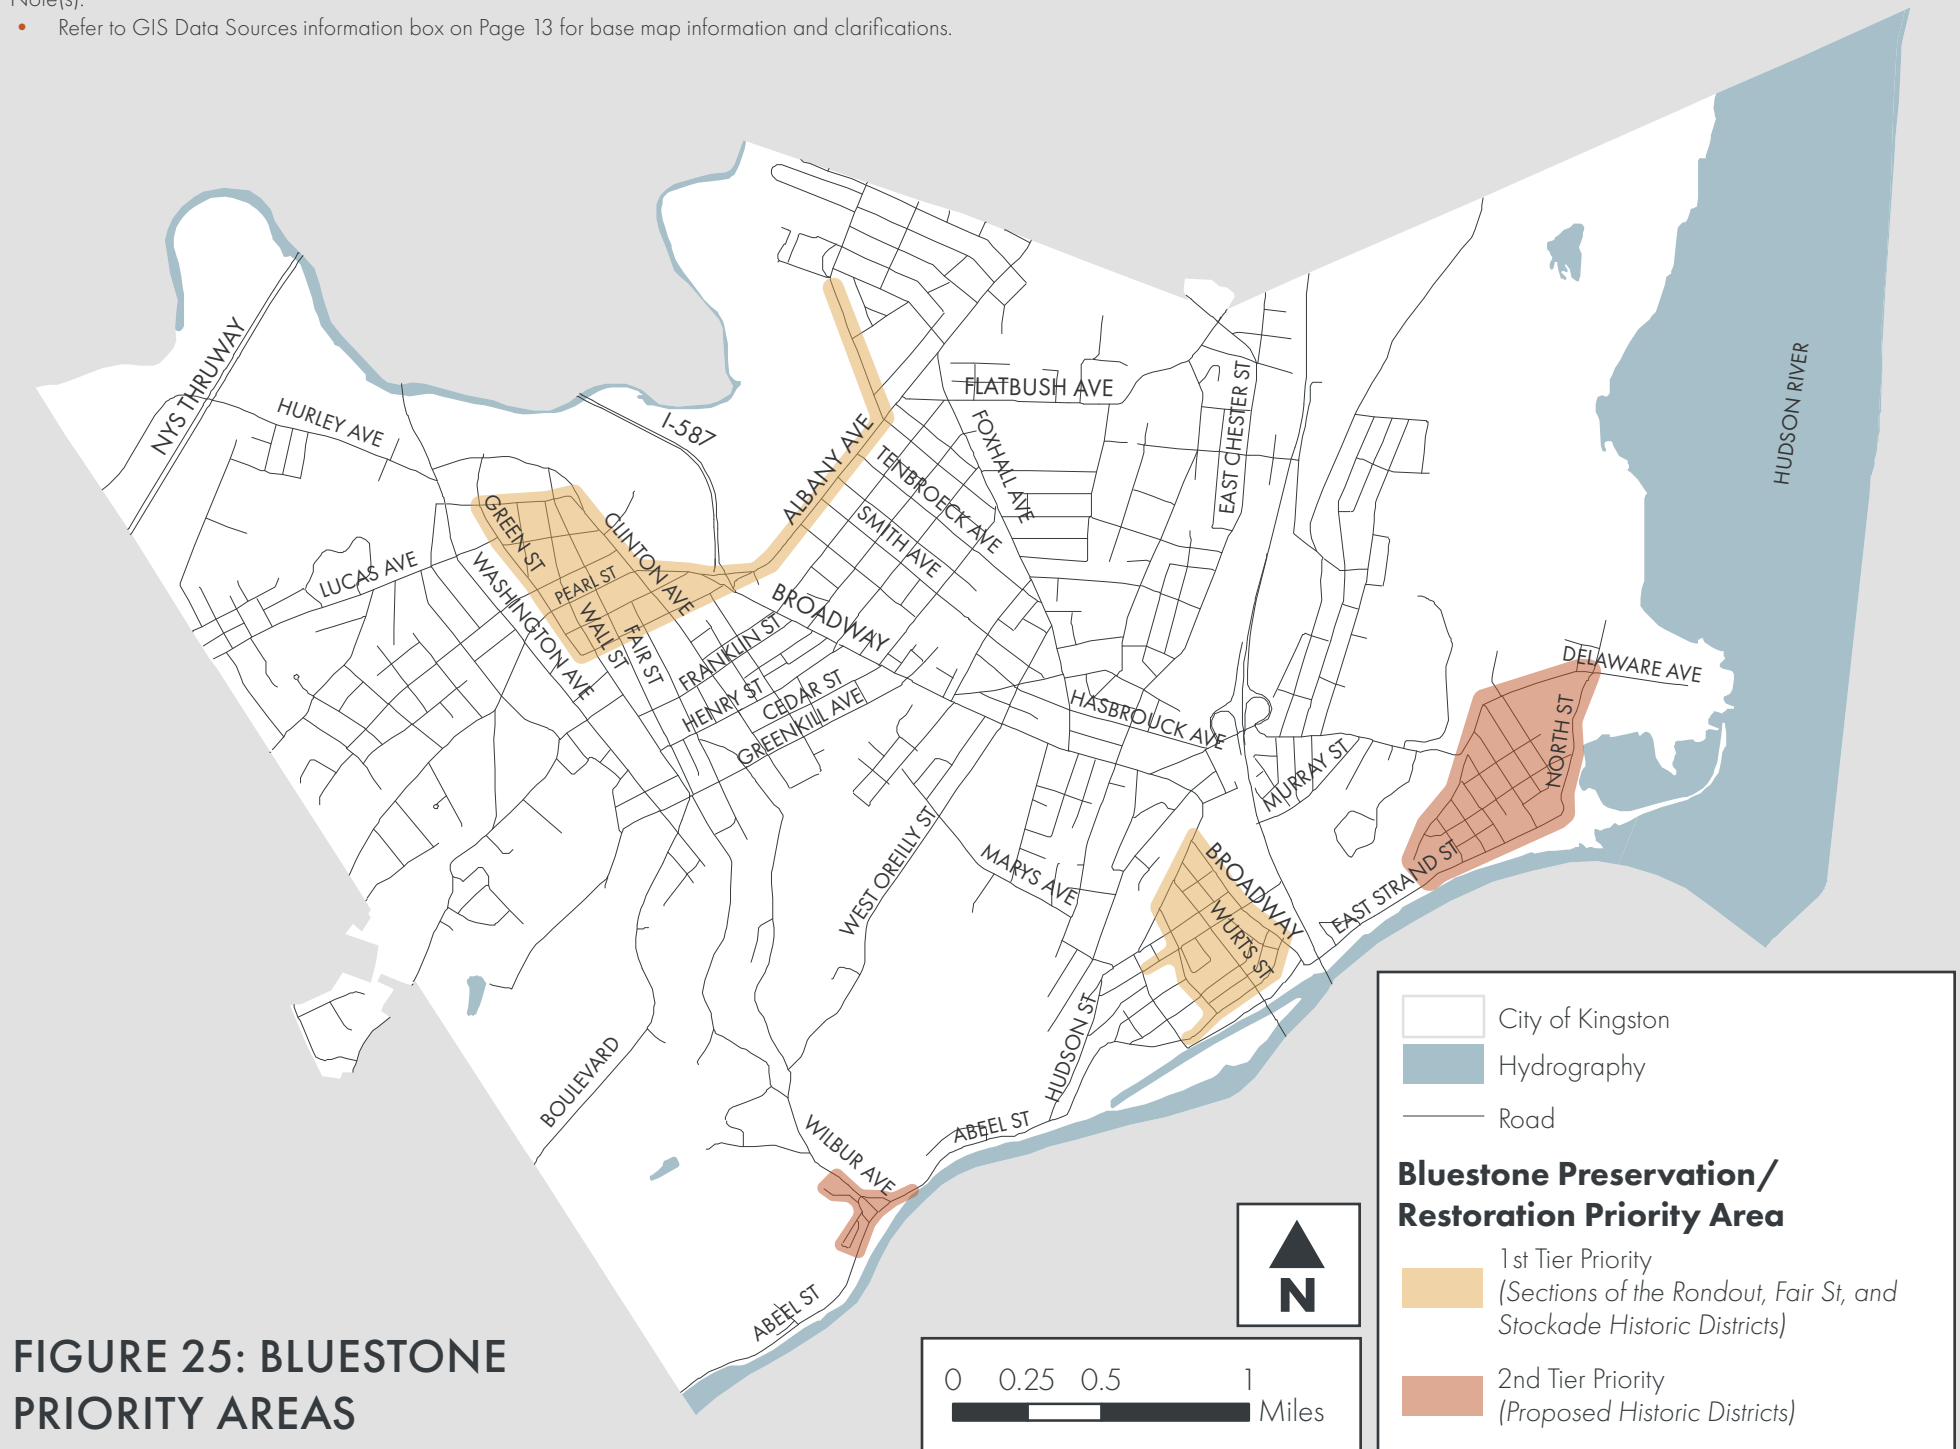 Note(s):
• Refer to GIS Data Sources information box on Page 13 for base map information and clarifications.
NYS THRUWAY
HURLEY AVE
I-587
ALBANY AVE
FLATBUSH AVE
FOXHALL AVE
EAST CHESTER ST
HUDSON RIVER
TENBROECK AVE
SMITH AVE
GREEN ST
CLINTON AVE
LUCAS AVE
WASHINGTON AVE
PEARL ST
WALL ST
FAIR ST
BROADWAY
FRANKLIN ST
HENRY ST
CEDAR ST
GREENKILL AVE
HASBROUCK AVE
MURRAY ST
DELAWARE AVE
NORTH ST
EAST STRAND ST
WEST OREILLY ST
MARYS AVE
BROADWAY
WURTS ST
HUDSON ST
BOULEVARD
WILBUR AVE
ABEEL ST
ABEEL ST
N
0 0.25 0.5 1
Miles
City of Kingston
Hydrography
Road
Bluestone Preservation/
Restoration Priority Area
1st Tier Priority
(Sections of the Rondout, Fair St, and
Stockade Historic Districts)
2nd Tier Priority
(Proposed Historic Districts)
FIGURE 25: BLUESTONE
PRIORITY AREAS